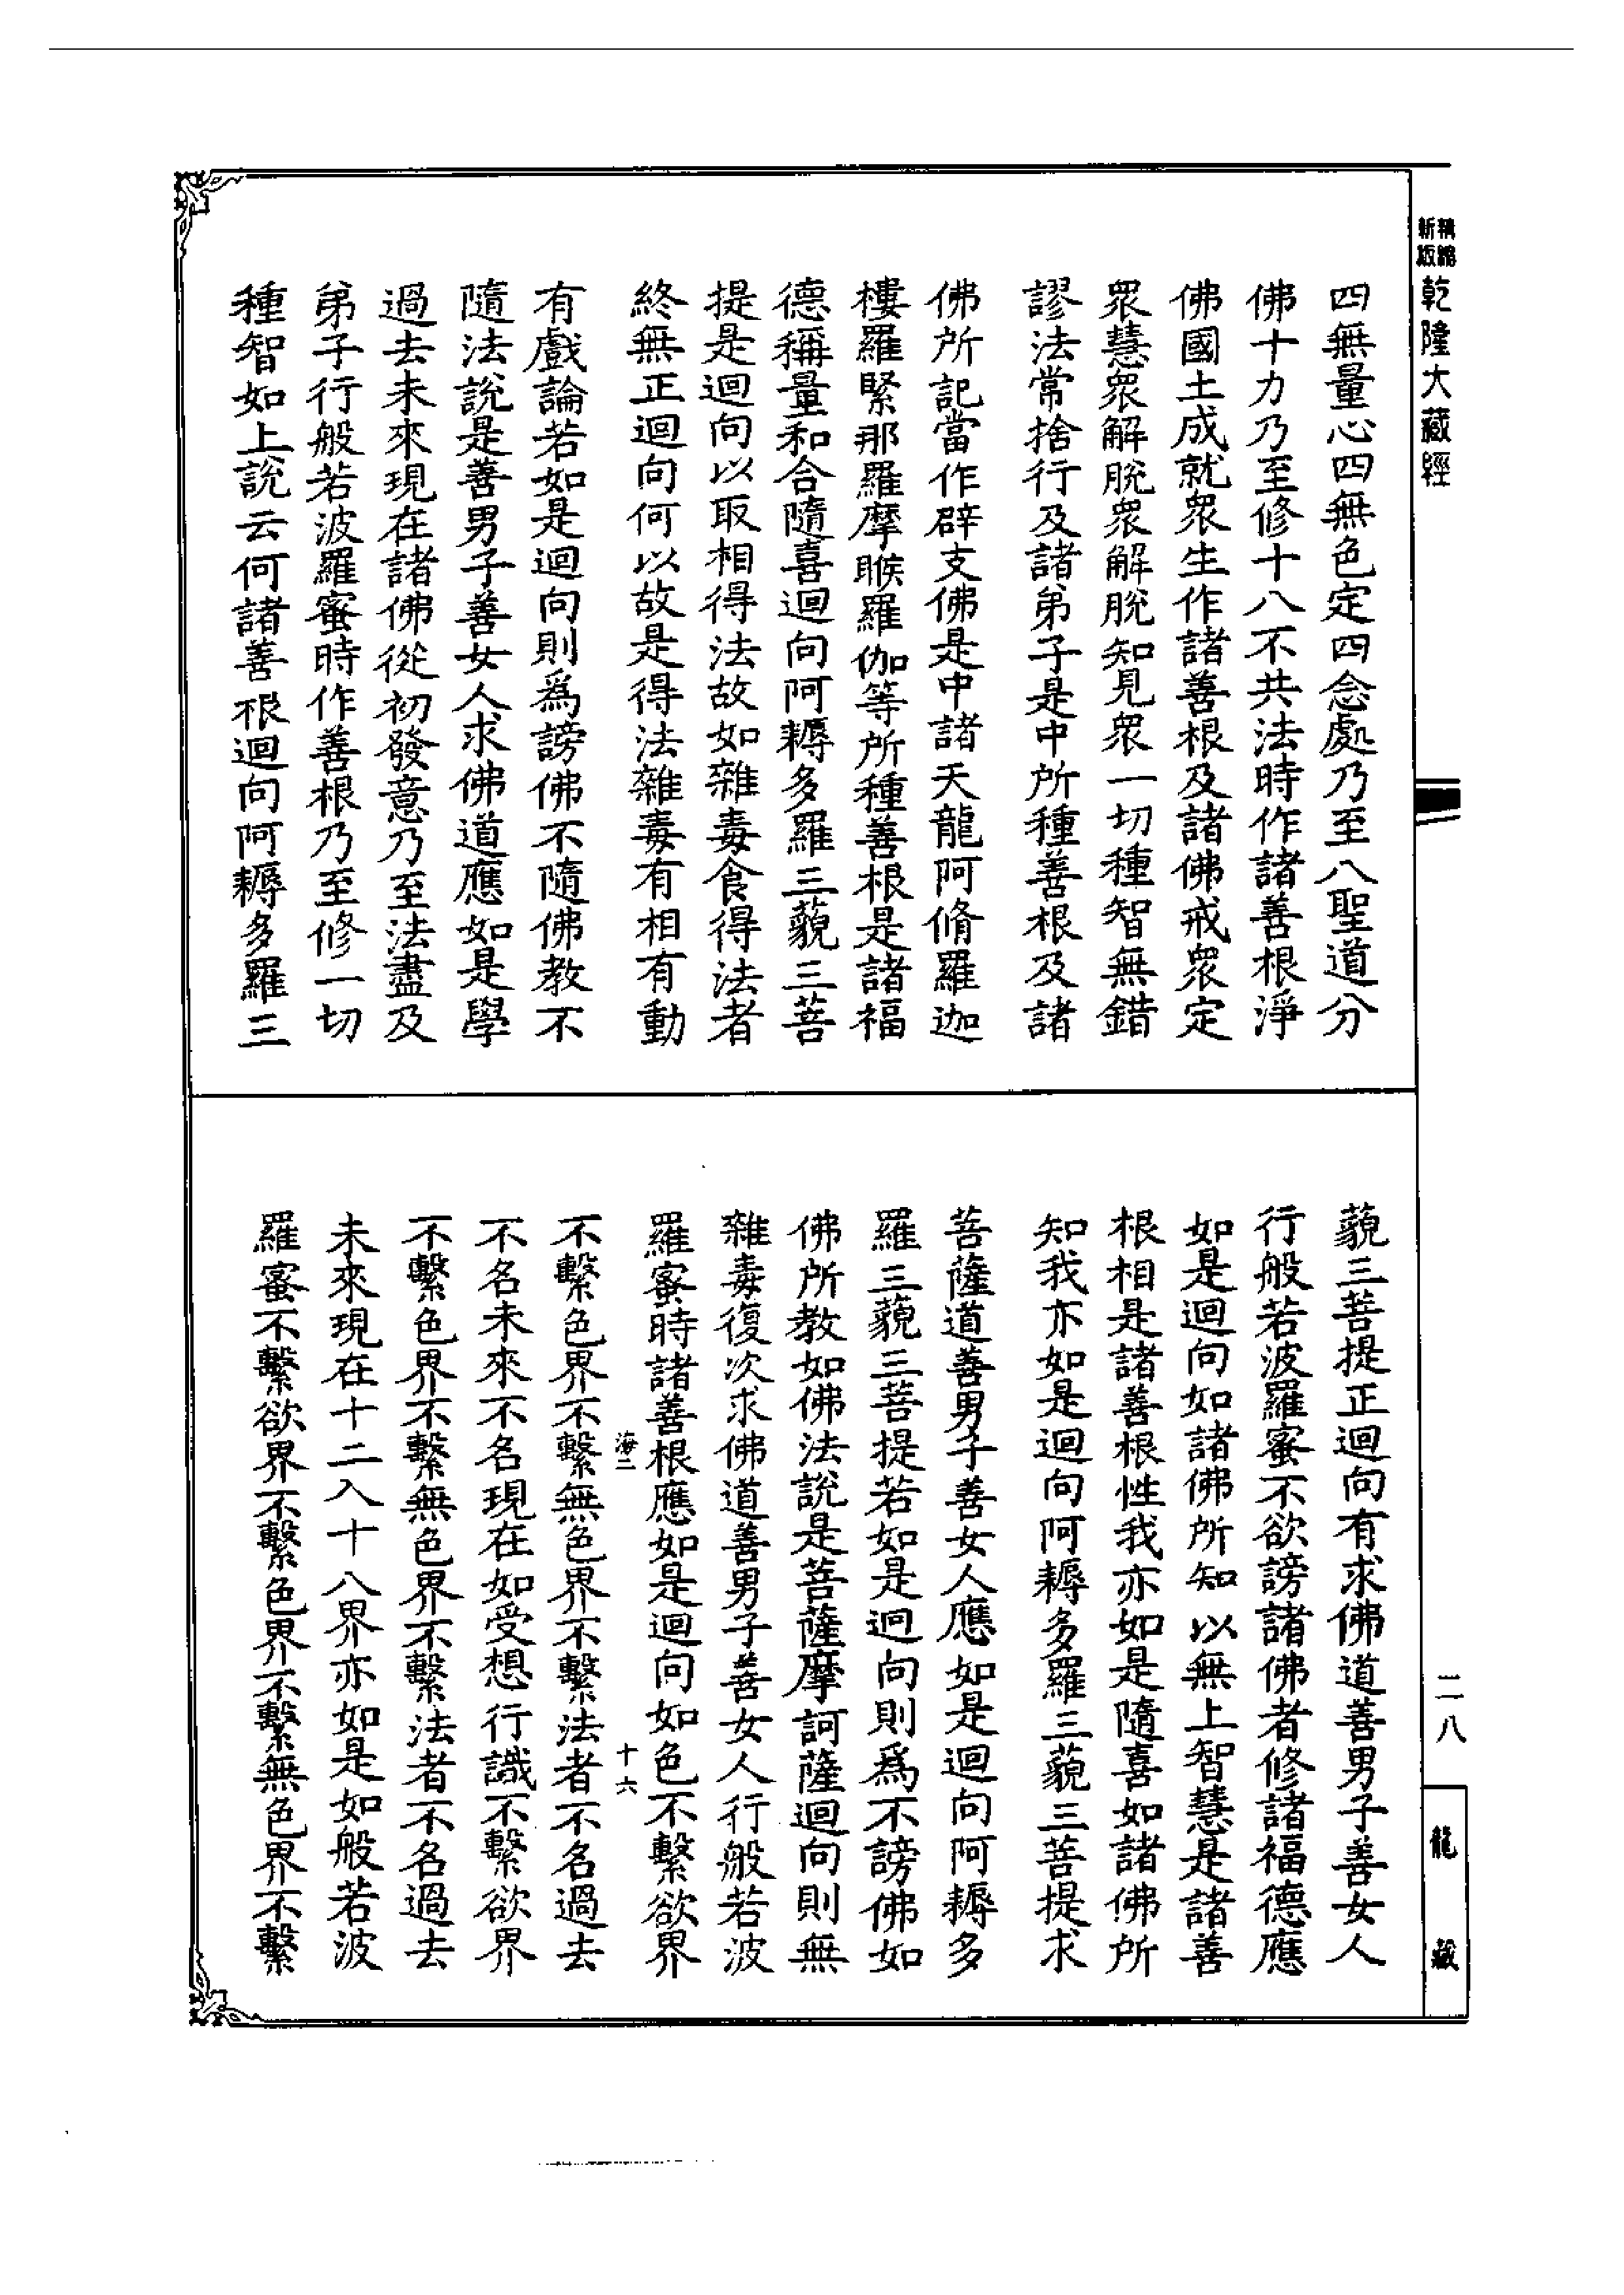 新版精縮
乾隆大藏經
二八
龍藏
四無量心四無色定四念處乃至八聖道分
佛十力乃至修十八不共法時作諸善根淨
佛國土成就衆生作諸善根及諸佛戒衆定
衆慧衆解脫衆解脫知見衆一切種智無錯
謬法常捨行及諸弟子是中所種善根及諸
佛所記當作辟支佛是中諸天龍阿脩羅迦
樓羅緊那羅摩睺羅伽等所種善根是諸福
德稱量和合隨喜迴向阿耨多羅三藐三菩
提是迴向以取相得法故如雜毒食得法者
終無正迴向何以故是得法雜毒有相有動
有戲論若如是迴向則爲謗佛不隨佛教不
隨法說是善男子善女人求佛道應如是學
過去未來現在諸佛從初發意乃至法盡及
弟子行般若波羅蜜時作善根乃至修一切
種智如上說云何諸善根迴向阿耨多羅三
藐三菩提正迴向有求佛道善男子善女人
行般若波羅蜜不欲謗諸佛者修諸福德應
如是迴向如諸佛所知以無上智慧是諸善
根相是諸善根性我亦如是隨喜如諸佛所
知我亦如是迴向阿耨多羅三藐三菩提求
菩薩道善男子善女人應如是迴向阿耨多
羅三藐三菩提若如是迴向則爲不謗佛如
佛所教如佛法說是菩薩摩訶薩迴向則無
雜毒復次求佛道善男子善女人行般若波
羅蜜時諸善根應如是迴向如色不繫欲界
海二 十六
不繫色界不繫無色界不繫法者不名過去
不名未來不名現在如受想行識不繫欲界
不繫色界不繫無色界不繫法者不名過去
未來現在十二入十八界亦如是如般若波
羅蜜不繫欲界不繫色界不繫無色界不繫